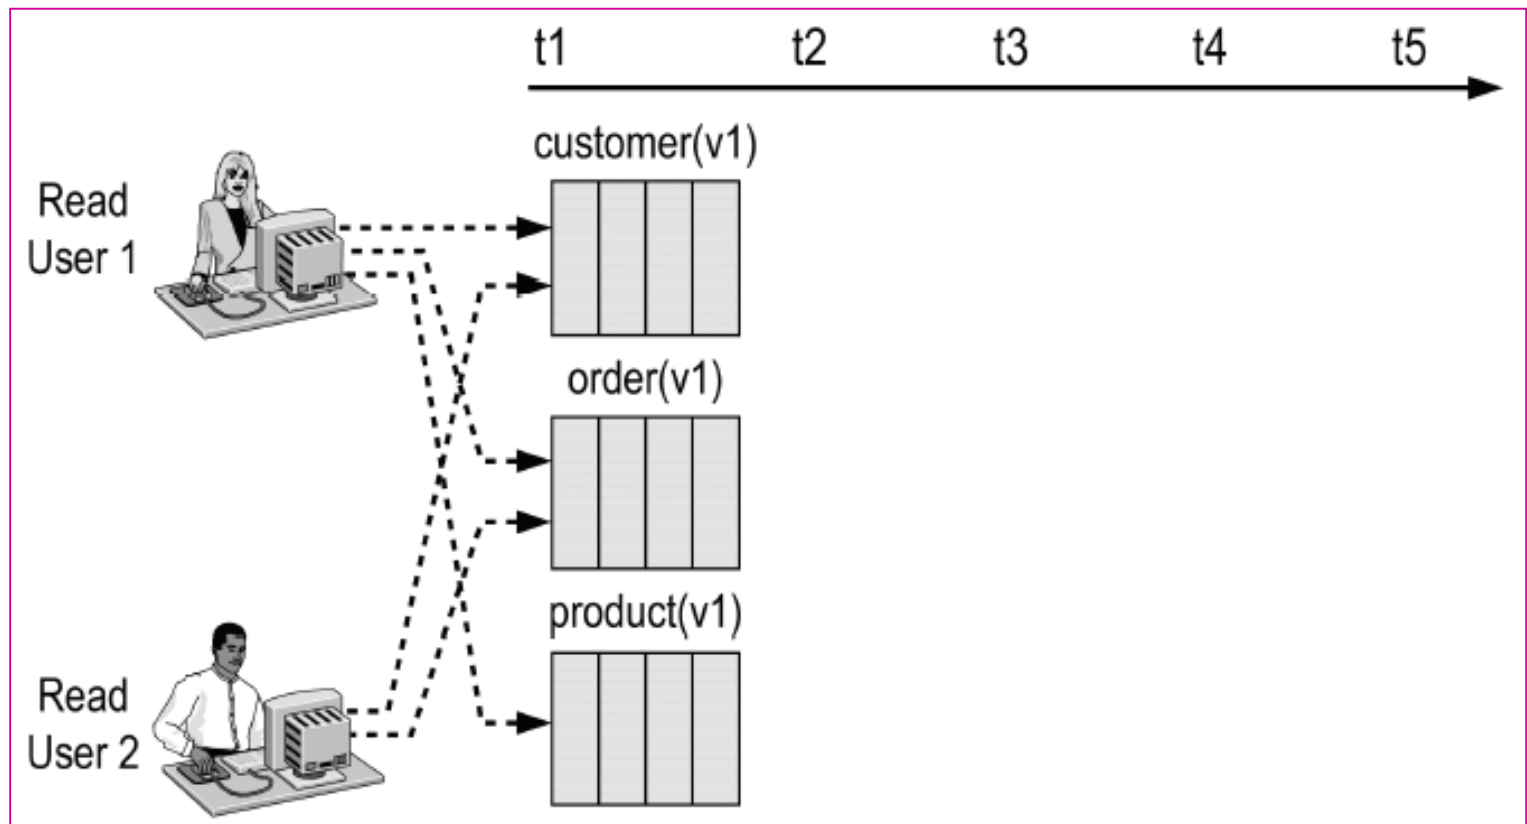 t1 t2 t3 t4 t5
customer(v1)
Read
User 1
order(v1)
product(v1)
Read
User 2